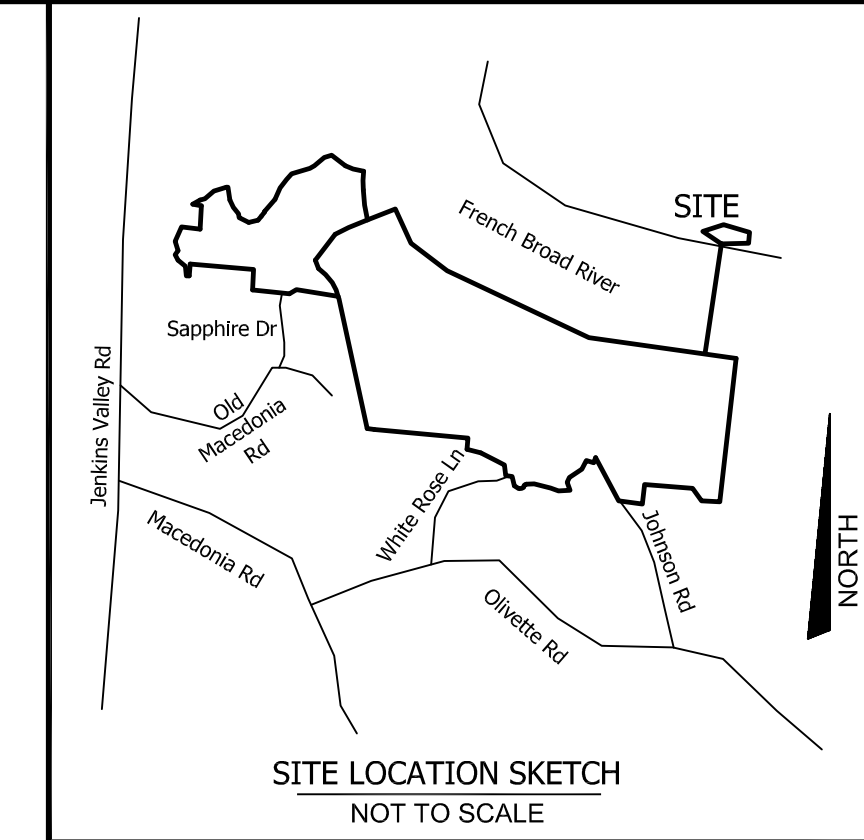 SITE
French Broad River
Sapphire Dr
Jenkins Valley Rd
Old
Macedonia
Rd
White Rose Ln
Macedonia Rd
Johnson Rd
Olivette Rd
NORTH
SITE LOCATION SKETCH
NOT TO SCALE